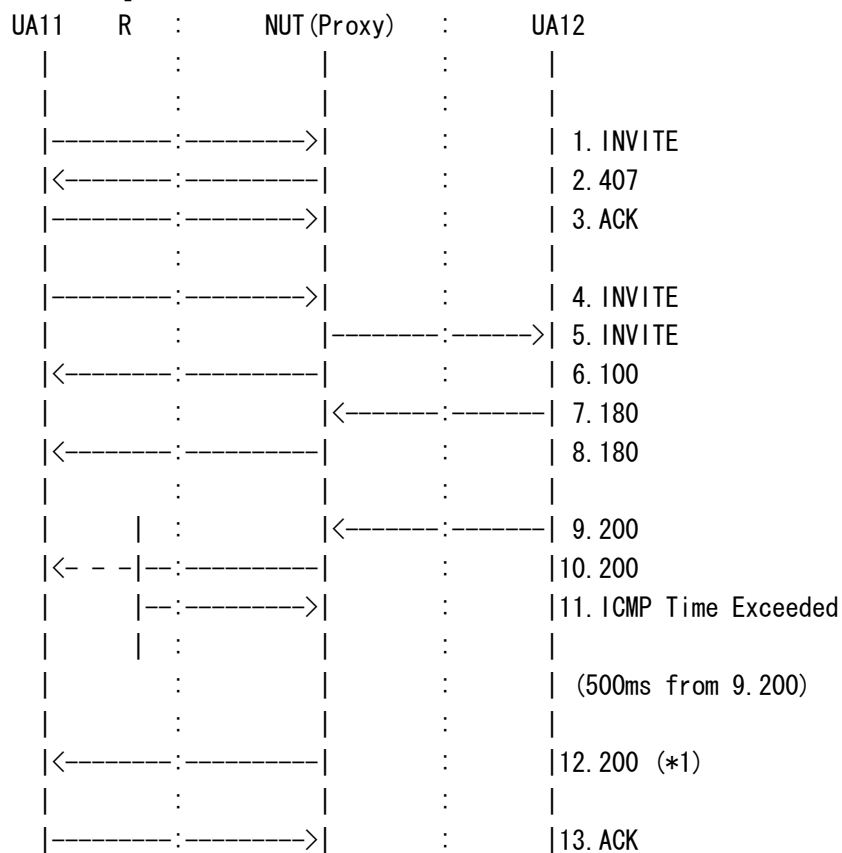 UA11 R : NUT(Proxy) : UA12
| : | : |
| : | : |
|---------:--------->| : | 1. INVITE
|<--------:----------| : | 2. 407
|---------:--------->| : | 3. ACK
| : | : |
|---------:--------->| : | 4. INVITE
| : |--------:------>| 5. INVITE
|<--------:----------| : | 6. 100
| : |<-------:-------| 7. 180
|<--------:----------| : | 8. 180
| : | : |
| | : |<-------:-------| 9. 200
|<- - -|--:----------| : |10. 200
| |--:--------->| : |11. ICMP Time Exceeded
| | : | : |
| : | : | (500ms from 9. 200)
| : | : |
|<--------:----------| : |12. 200 (*1)
| : | : |
|---------:--------->| : |13. ACK